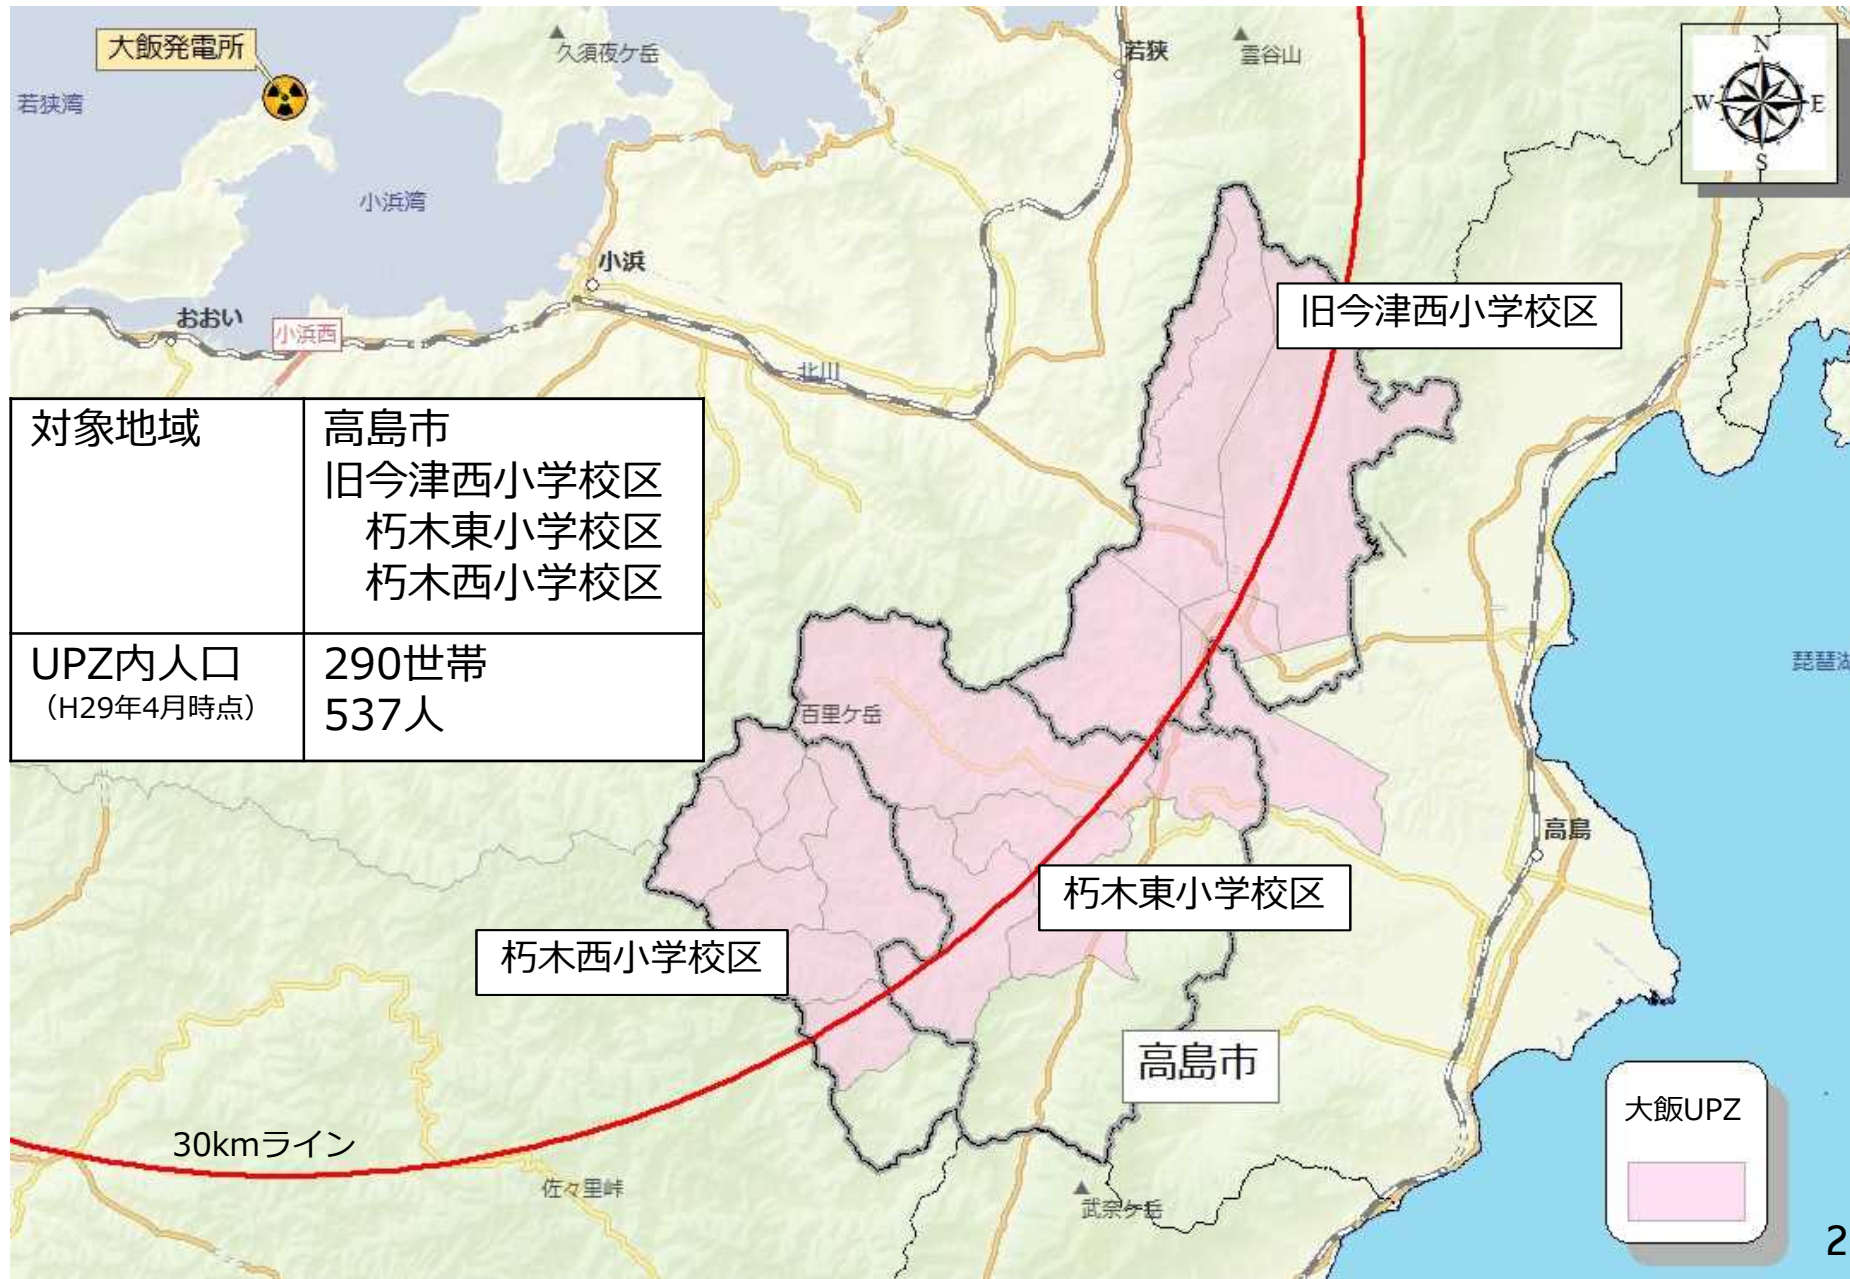 大飯発電所
久須夜ケ岳
若狭
雲谷山
若狭湾
小浜湾
N
W
E
S
小浜
おおい
小浜西
北川
旧今津西小学校区
対象地域
高島市
旧今津西小学校区
朽木東小学校区
朽木西小学校区
UPZ内人口
(H29年4月時点)
290世帯
537人
百里ケ岳
琵琶湖
高島
朽木東小学校区
朽木西小学校区
高島市
30kmライン
佐々里峠
武奈ケ岳
大飯UPZ
2